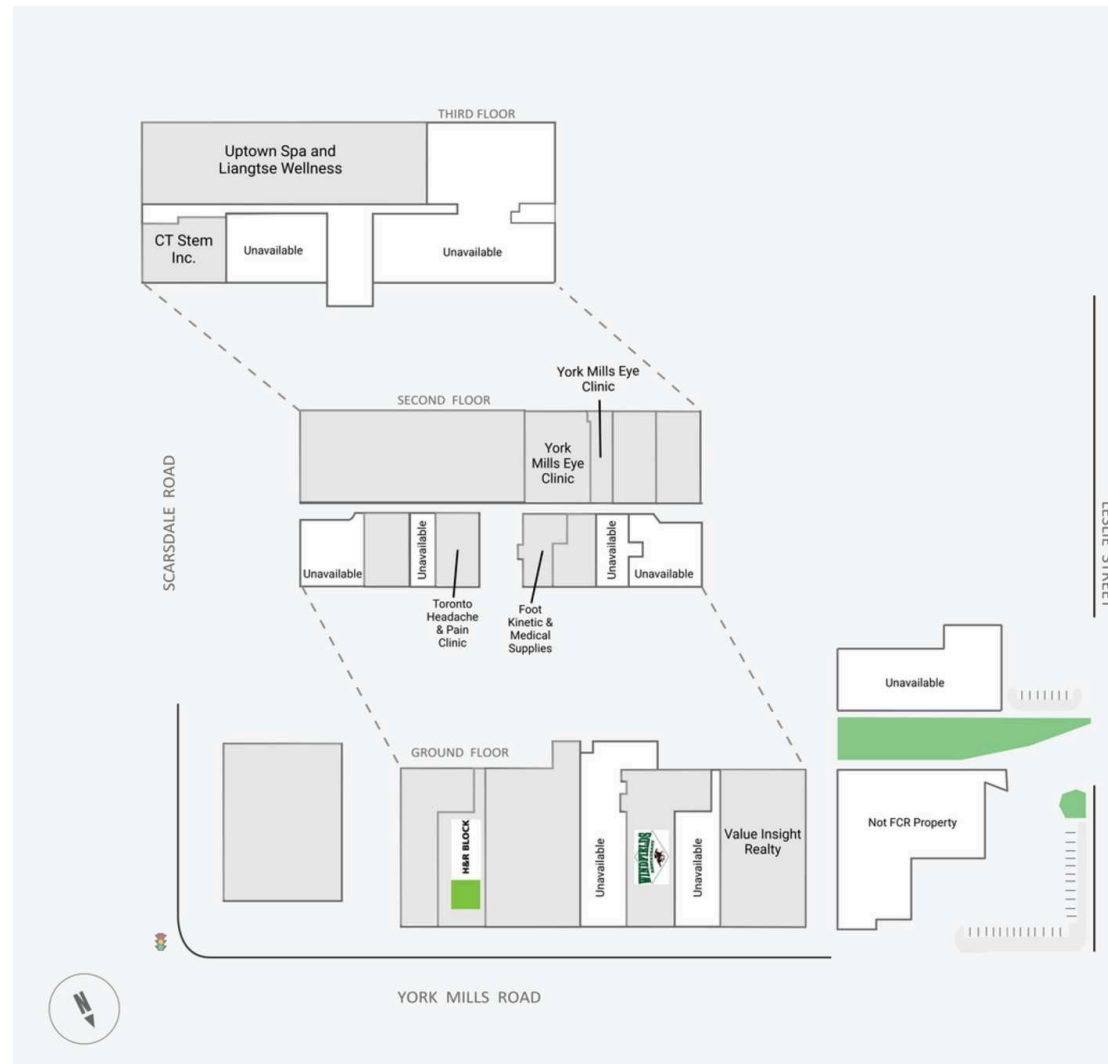 THIRD FLOOR
Uptown Spa and
Liangtse Wellness
CT Stem
Inc.
Unavailable
Unavailable
York Mills Eye
Clinic
SECOND FLOOR
York
Mills Eye
Clinic
SCARSDALE ROAD
LESLIE STREET
Unavailable
Unavailable
Unavailable
Unavailable
Toronto
Headache
& Pain
Clinic
Foot
Kinetic &
Medical
Supplies
Unavailable
GROUND FLOOR
H&R BLOCK
Unavailable
Unavailable
Value Insight
Realty
Not FCR Property
YORK MILLS ROAD
N